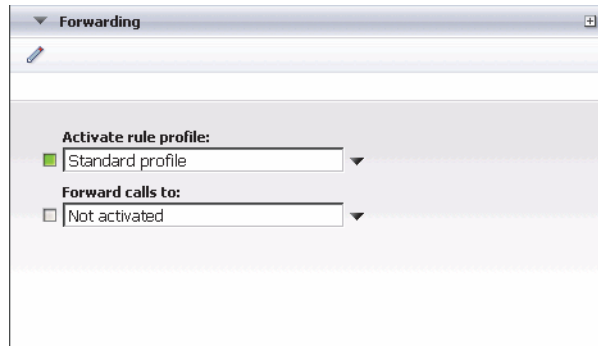 Forwarding
Activate rule profile:
Standard profile
Forward calls to:
Not activated